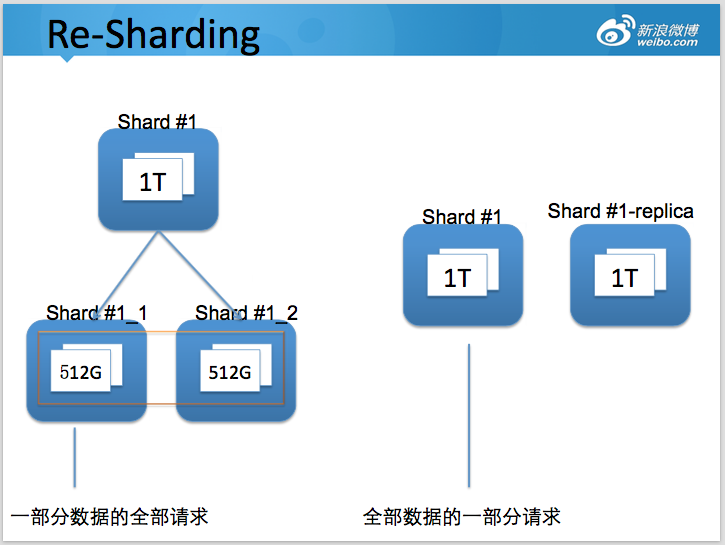 Re-Sharding
新浪微博
weibo.com
Shard #1
1T
Shard #1_1
Shard #1_2
512G
512G
一部分数据的全部请求
Shard #1
Shard #1-replica
1T
1T
全部数据的一部分请求